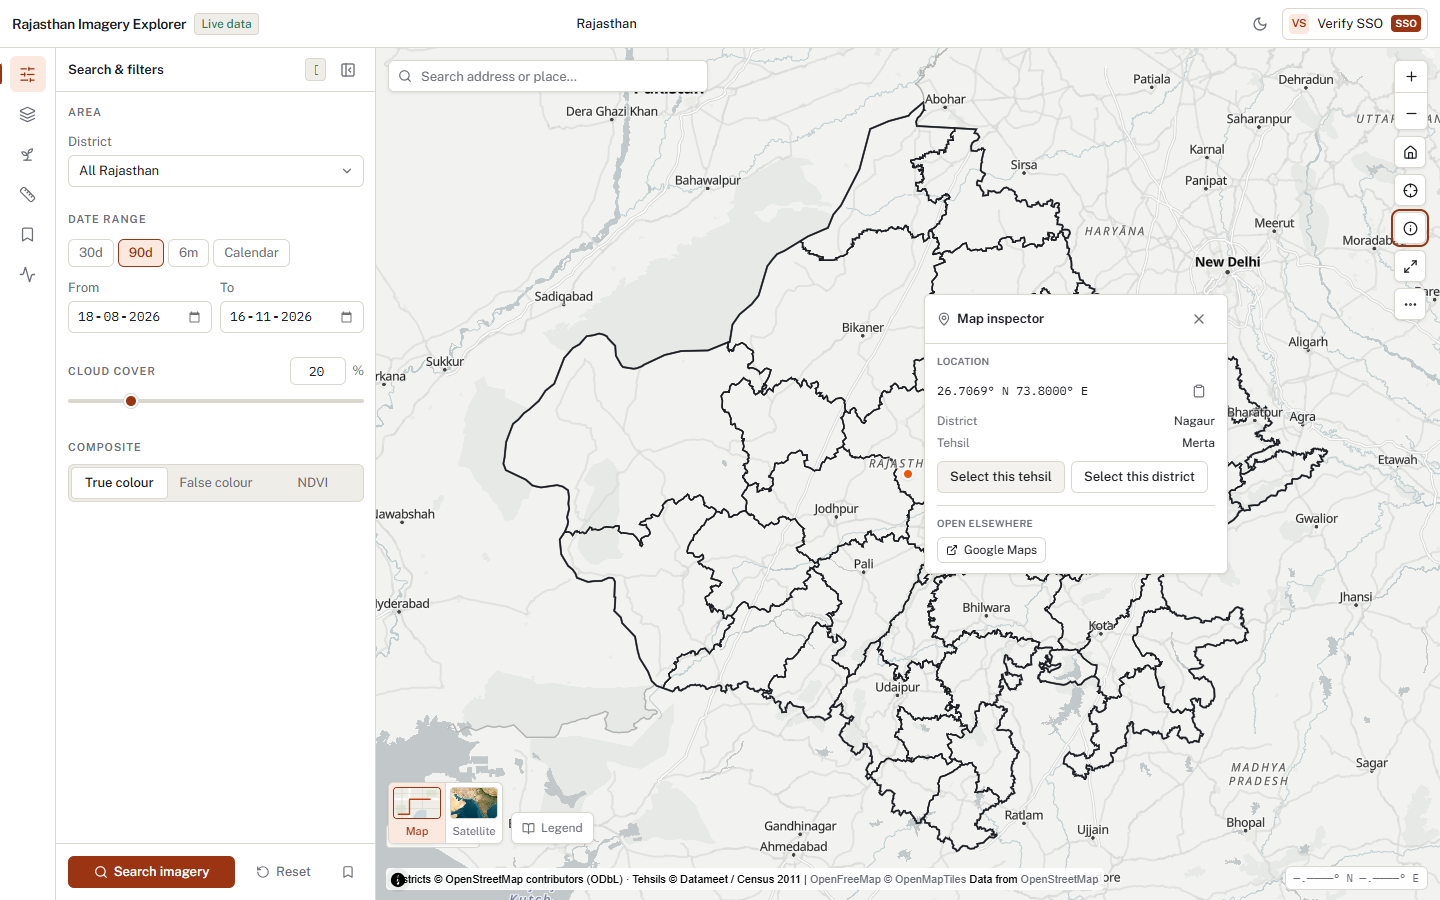 Rajasthan Imagery Explorer
Live data
Rajasthan
VS Verify SSO SSO
Search & filters
[
AREA
District
All Rajasthan
DATE RANGE
30d
90d
6m
Calendar
From
To
18-08-2026
16-11-2026
CLOUD COVER
20 %
COMPOSITE
True colour
False colour
NDVI
Search imagery
Reset
Search address or place...
Dera Ghazi Khan
Abohar
Patiala
Dehradun
Saharanpur
Karnal
Sirsa
Bahawalpur
Panipat
HARYĀNA
Meerut
New Delhi
Sadiqabad
Bikaner
Aligarh
Sukkur
rkana
Map inspector
LOCATION
26.7069° N 73.8000° E
District
Nagaur
Tehsil
Merta
Select this tehsil
Select this district
OPEN ELSEWHERE
Google Maps
Bharatpur
Agra
RAJASTH
Etawah
Jodhpur
Gwalior
Pali
Bhilwara
Jhansi
Kota
Udaipur
MADHYA
PRADESH
Sagar
Map
Satellite
Legend
Gandhinagar
Ahmedabad
Ratlam
Ujjain
Bhopal
stricts © OpenStreetMap contributors (ODbL) · Tehsils © Datameet / Census 2011 | OpenFreeMap © OpenMapTiles Data from OpenStreetMap
ore
—.———° N —.———° E